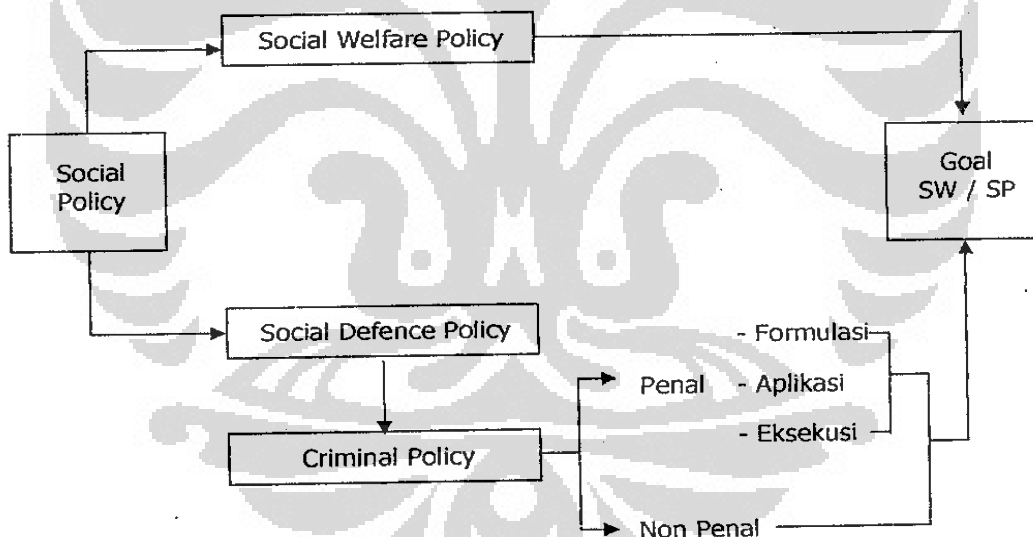 Social Welfare Policy
Social
Policy
Goal
SW / SP
Social Defence Policy
- Formulasi
Penal - Aplikasi
- Eksekusi
Criminal Policy
Non Penal